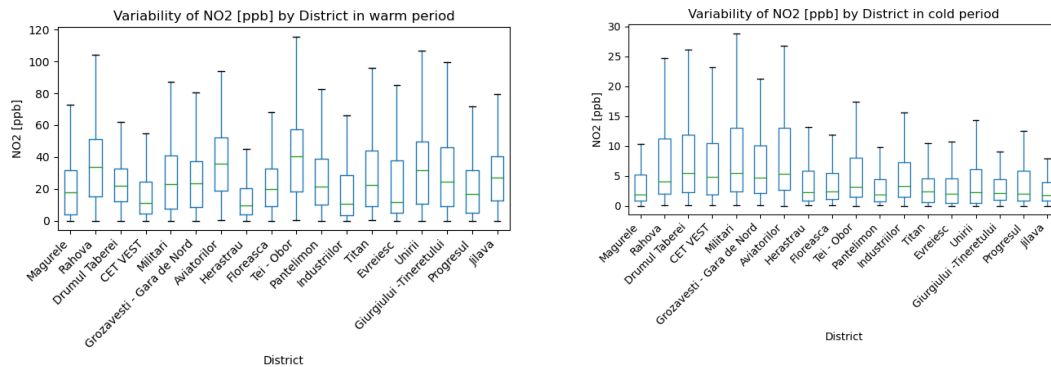 Variability of NO2 [ppb] by District in warm period
120
100
80
60
40
20
0
NO2 [ppb]
Magurele
Rahova
Drumul Taberei
CET VEST
Militari
Grozavesti - Gara de Nord
Aviatorilor
Herastrau
Floreasca
Tei - Obor
Pantelimon
Industriilor
Titan
Evreiesc
Unirii
Giurgiului -Tineretului
Progresul
Jilava
District
Variability of NO2 [ppb] by District in cold period
30
25
20
15
10
5
0
NO2 [ppb]
Magurele
Rahova
Drumul Taberei
CET VEST
Militari
Grozavesti - Gara de Nord
Aviatorilor
Herastrau
Floreasca
Tei - Obor
Pantelimon
Industriilor
Titan
Evreiesc
Unirii
Giurgiului -Tineretului
Progresul
Jilava
District